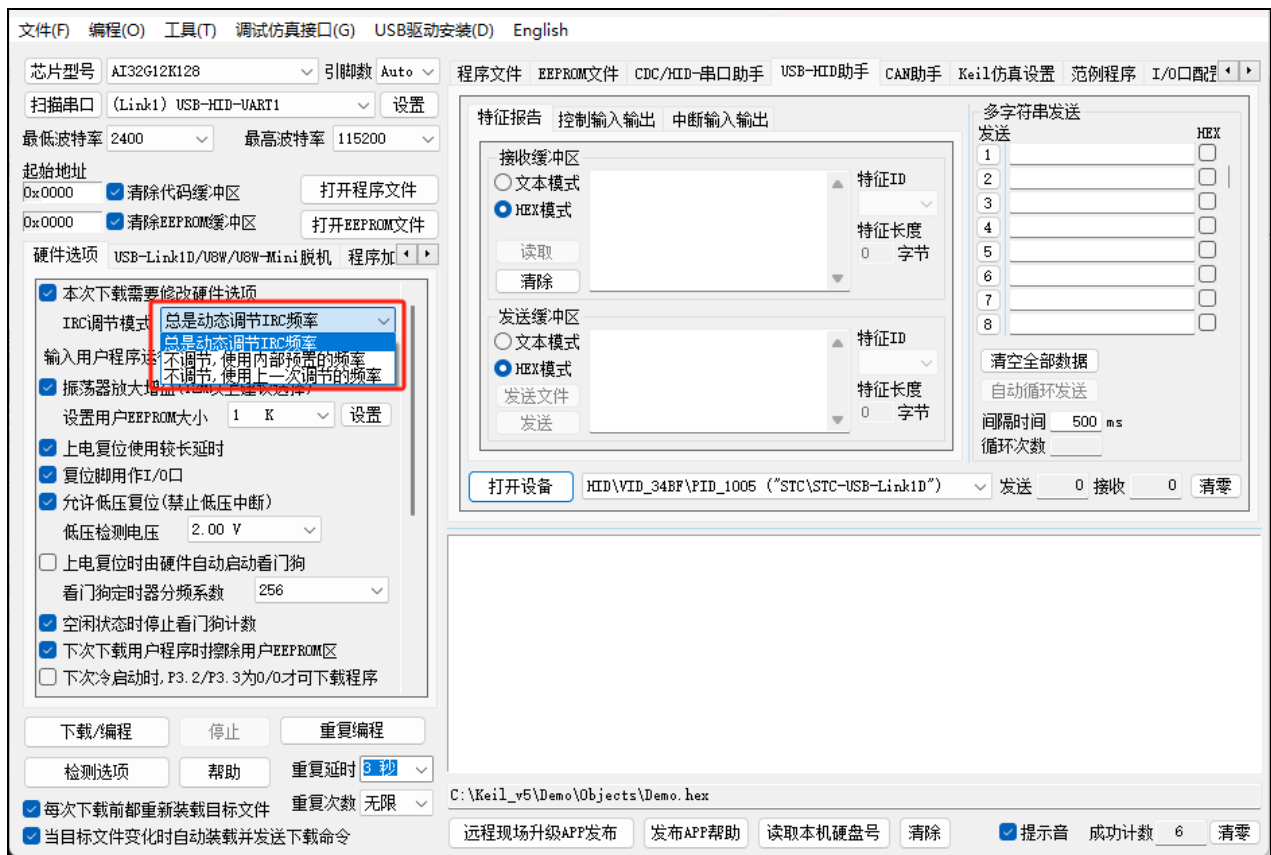 文件(F) 编程(O) 工具(T) 调试仿真接口(G) USB驱动安装(D) English
芯片型号 AI32G12K128 引脚数 Auto
扫描串口 (Link1) USB-HID-UART1 设置
最低波特率 2400 最高波特率 115200
起始地址
0x0000 清除代码缓冲区 打开程序文件
0x0000 清除EEPROM缓冲区 打开EEPROM文件
硬件选项 USB-Link1D/U8W/U8W-Mini脱机 程序加
本次下载需要修改硬件选项
IRC调节模式 总是动态调节IRC频率
总是动态调节IRC频率
不调节,使用内部预置的频率
不调节,使用上一次调节的频率
输入用户程序运
振荡器放大增益
设置用户EEPROM大小 1 K 设置
上电复位使用较长延时
复位脚用作I/O口
允许低压复位(禁止低压中断)
低压检测电压 2.00 V
上电复位时由硬件自动启动看门狗
看门狗定时器分频系数 256
空闲状态时停止看门狗计数
下次下载用户程序时擦除用户EEPROM区
下次冷启动时,P3.2/P3.3为0/0才可下载程序
下载/编程 停止 重复编程
检测选项 帮助 重复延时 3 秒
每次下载前都重新装载目标文件 重复次数 无限
当目标文件变化时自动装载并发送下载命令
程序文件 EEPROM文件 CDC/HID-串口助手 USB-HID助手 CAN助手 Keil仿真设置 范例程序 I/O口配
特征报告 控制输入输出 中断输入输出
接收缓冲区
文本模式
HEX模式
读取
清除
特征ID
特征长度
0 字节
发送缓冲区
文本模式
HEX模式
发送文件
发送
特征ID
特征长度
0 字节
多字符串发送
发送 HEX
1
2
3
4
5
6
7
8
清空全部数据
自动循环发送
间隔时间 500 ms
循环次数
打开设备 HID\VID_34BF\PID_1005 ("STC\STC-USB-Link1D") 发送 0 接收 0 清零
C:\Keil_v5\Demo\Objects\Demo.hex
远程现场升级APP发布 发布APP帮助 读取本机硬盘号 清除 提示音 成功计数 6 清零